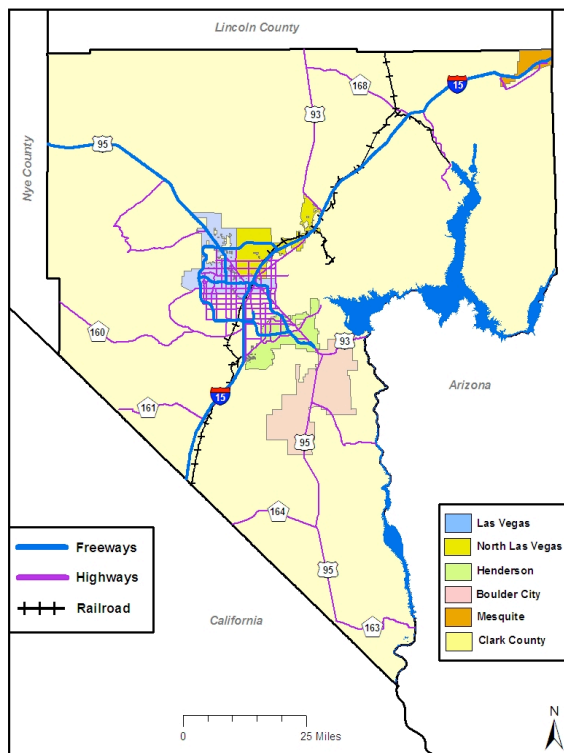 Lincoln County
168
15
93
95
Nye County
160
93
Arizona
161
15
95
164
95
163
California
Freeways
Highways
Railroad
Las Vegas
North Las Vegas
Henderson
Boulder City
Mesquite
Clark County
0 25 Miles
N